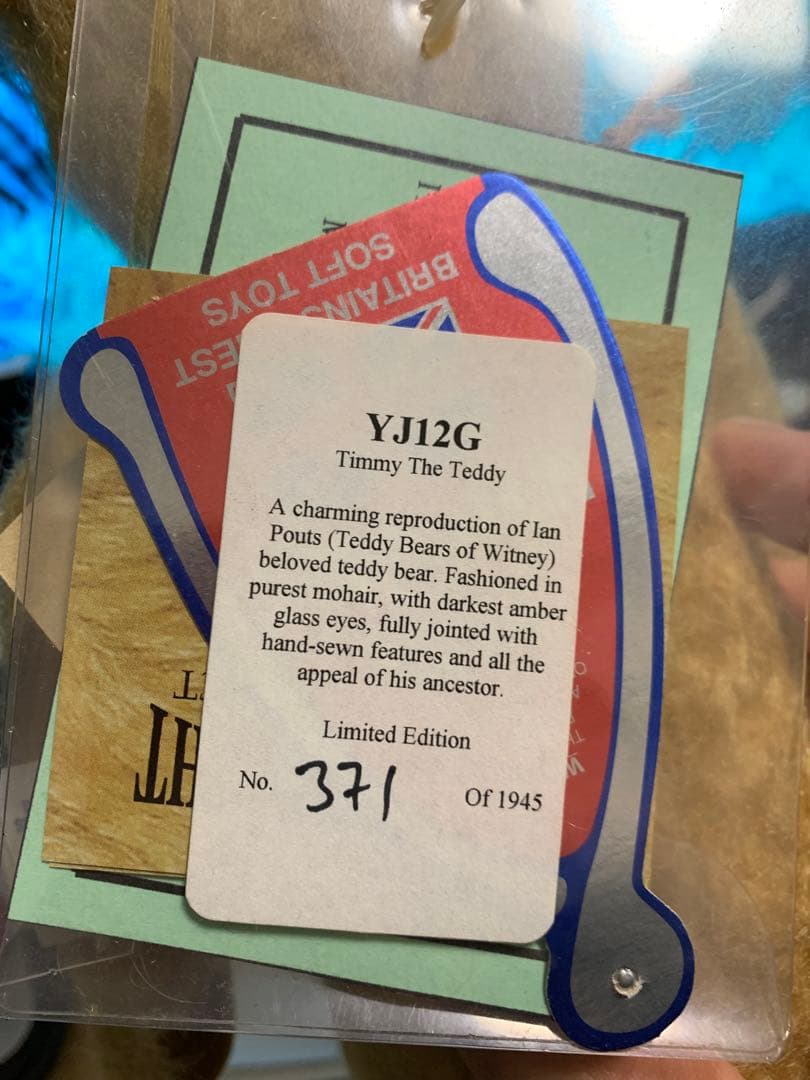 YJ12G
Timmy The Teddy
A charming reproduction of Ian
Pouts (Teddy Bears of Witney)
beloved teddy bear. Fashioned in
purest mohair, with darkest amber
glass eyes, fully jointed with
hand-sewn features and all the
appeal of his ancestor.
Limited Edition
No. 371 Of 1945
BRITAINS
SOFT TOYS